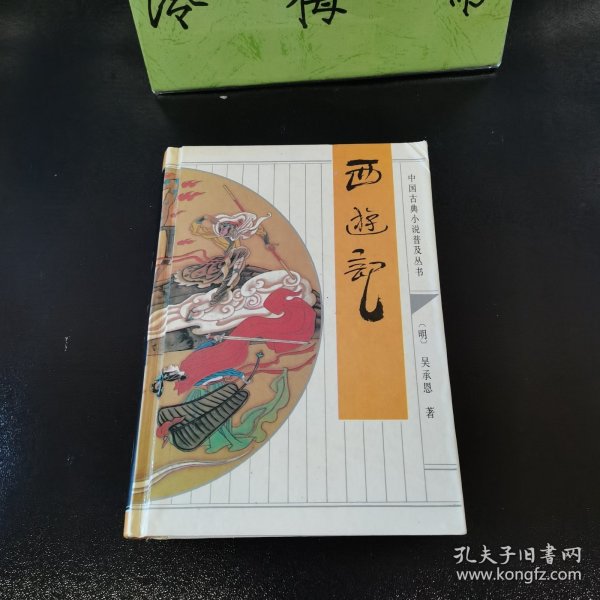 西遊記
中国古典小说普及丛书
〔明〕吴承恩 著
孔夫子旧书网
www.kongfz.com